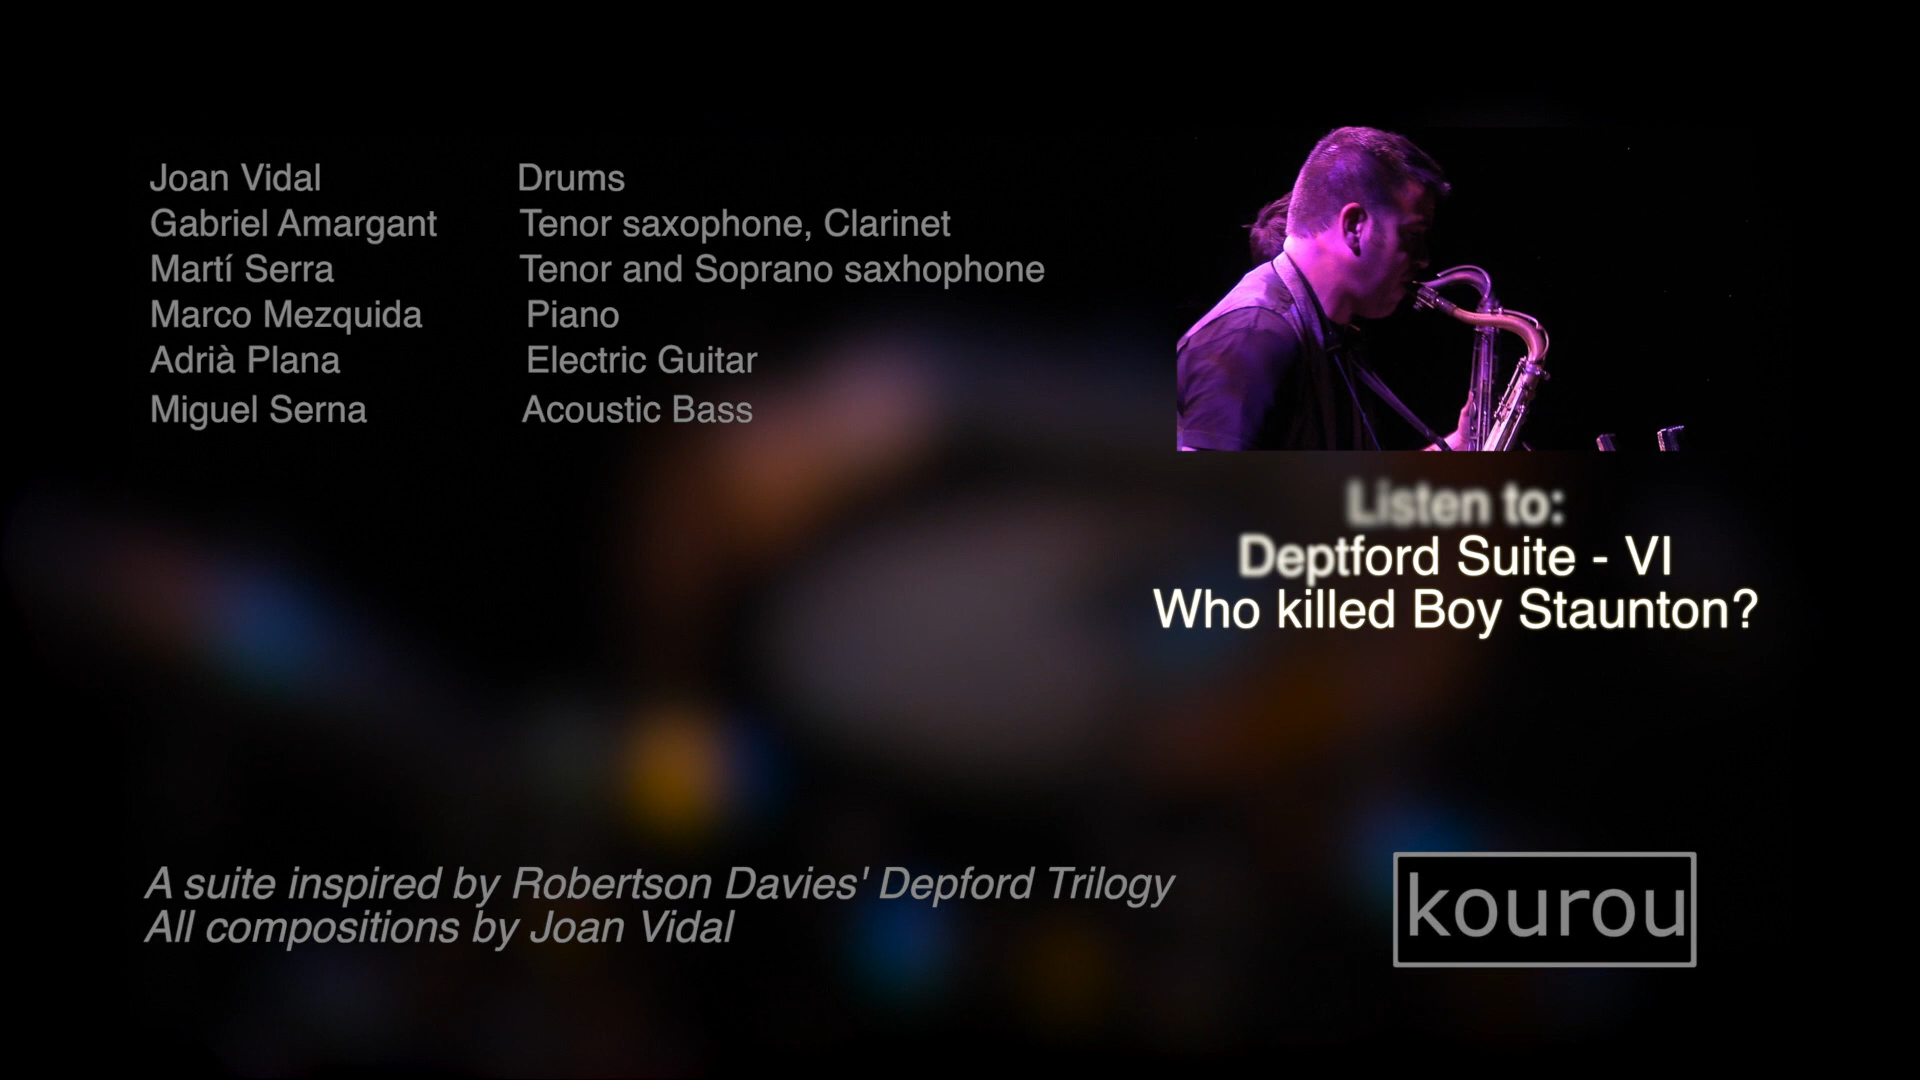 Joan Vidal Drums
Gabriel Amargant Tenor saxophone, Clarinet
Martí Serra Tenor and Soprano saxhophone
Marco Mezquida Piano
Adrià Plana Electric Guitar
Miguel Serna Acoustic Bass
Listen to:
Deptford Suite - VI
Who killed Boy Staunton?
A suite inspired by Robertson Davies' Depford Trilogy
All compositions by Joan Vidal
kourou